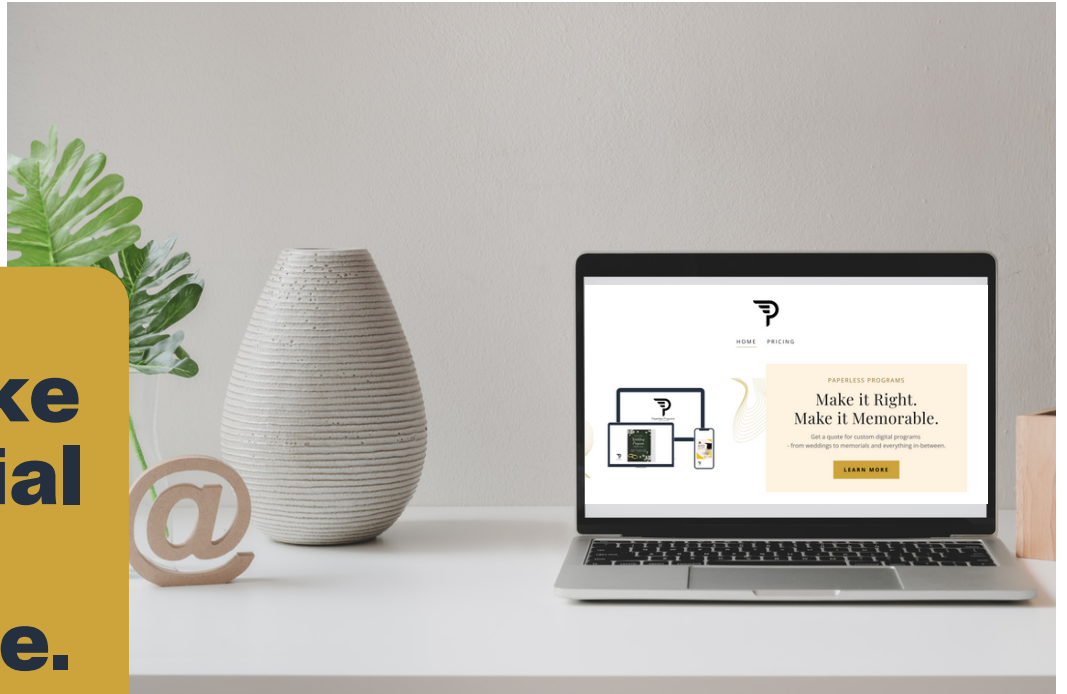 ke
ial
e.
@
HOME PRICING
PAPERLESS PROGRAMS
Make it Right.
Make it Memorable.
Get a quote for custom digital programs
- from weddings to memorials and everything in-between.
LEARN MORE